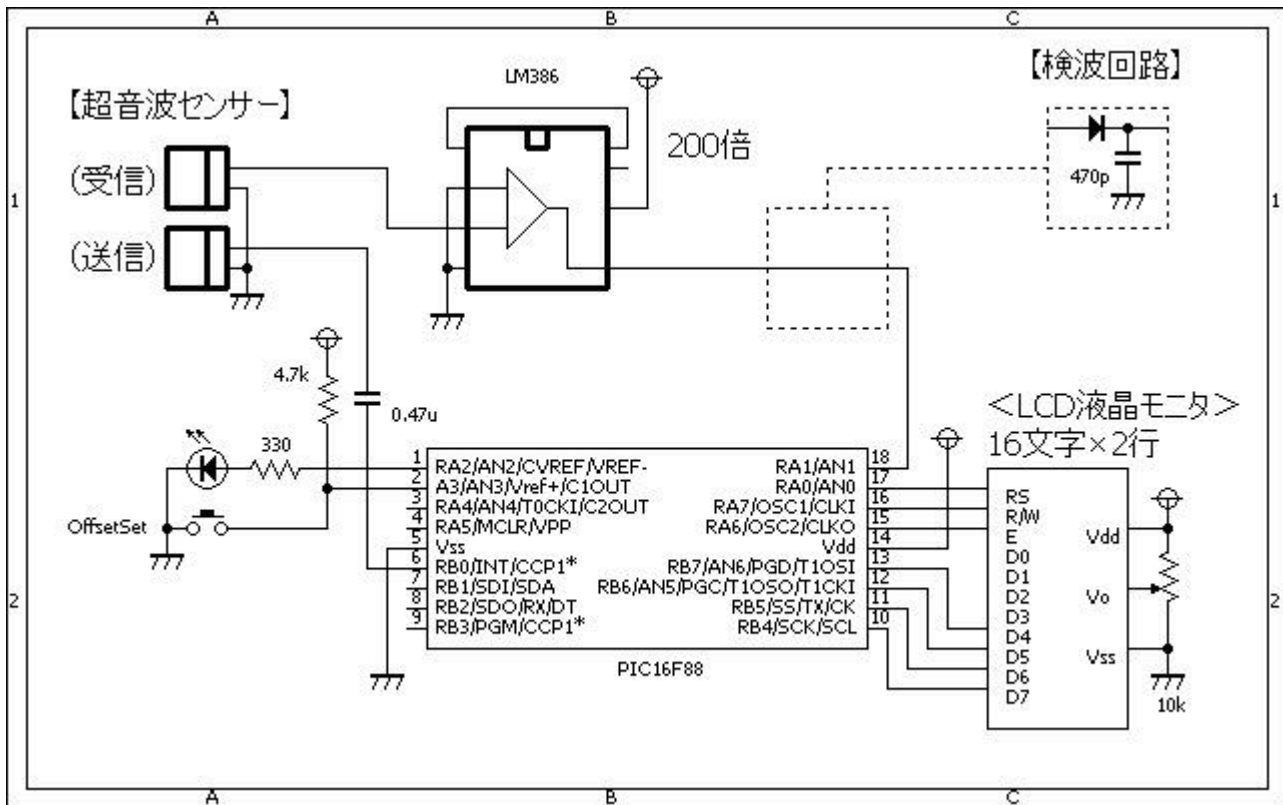 A B C
LM386
【検波回路】
【超音波センサー】
200倍
470p
(受信)
1 1
(送信)
4.7k
0.47u
<LCD液晶モニタ>
16文字×2行
330
OffsetSet
1 RA2/AN2/CVREF/VREF-
2 A3/AN3/Vref+/C1OUT
3 RA4/AN4/T0CKI/C2OUT
4 RA5/MCLR/VPP
5 Vss
6 RB0/INT/CCP1*
7 RB1/SDI/SDA
8 RB2/SDO/RX/DT
9 RB3/PGM/CCP1*
RA1/AN1 18
RA0/AN0 17
RA7/OSC1/CLKI 16
RA6/OSC2/CLKO 15
Vdd 14
RB7/AN6/PGD/T1OSI 13
RB6/AN5/PGC/T1OSO/T1CKI 12
RB5/SS/TX/CK 11
RB4/SCK/SCL 10
PIC16F88
RS
R/W
E
D0
D1
D2
D3
D4
D5
D6
D7
Vdd
Vo
Vss
10k
2 2
A B C